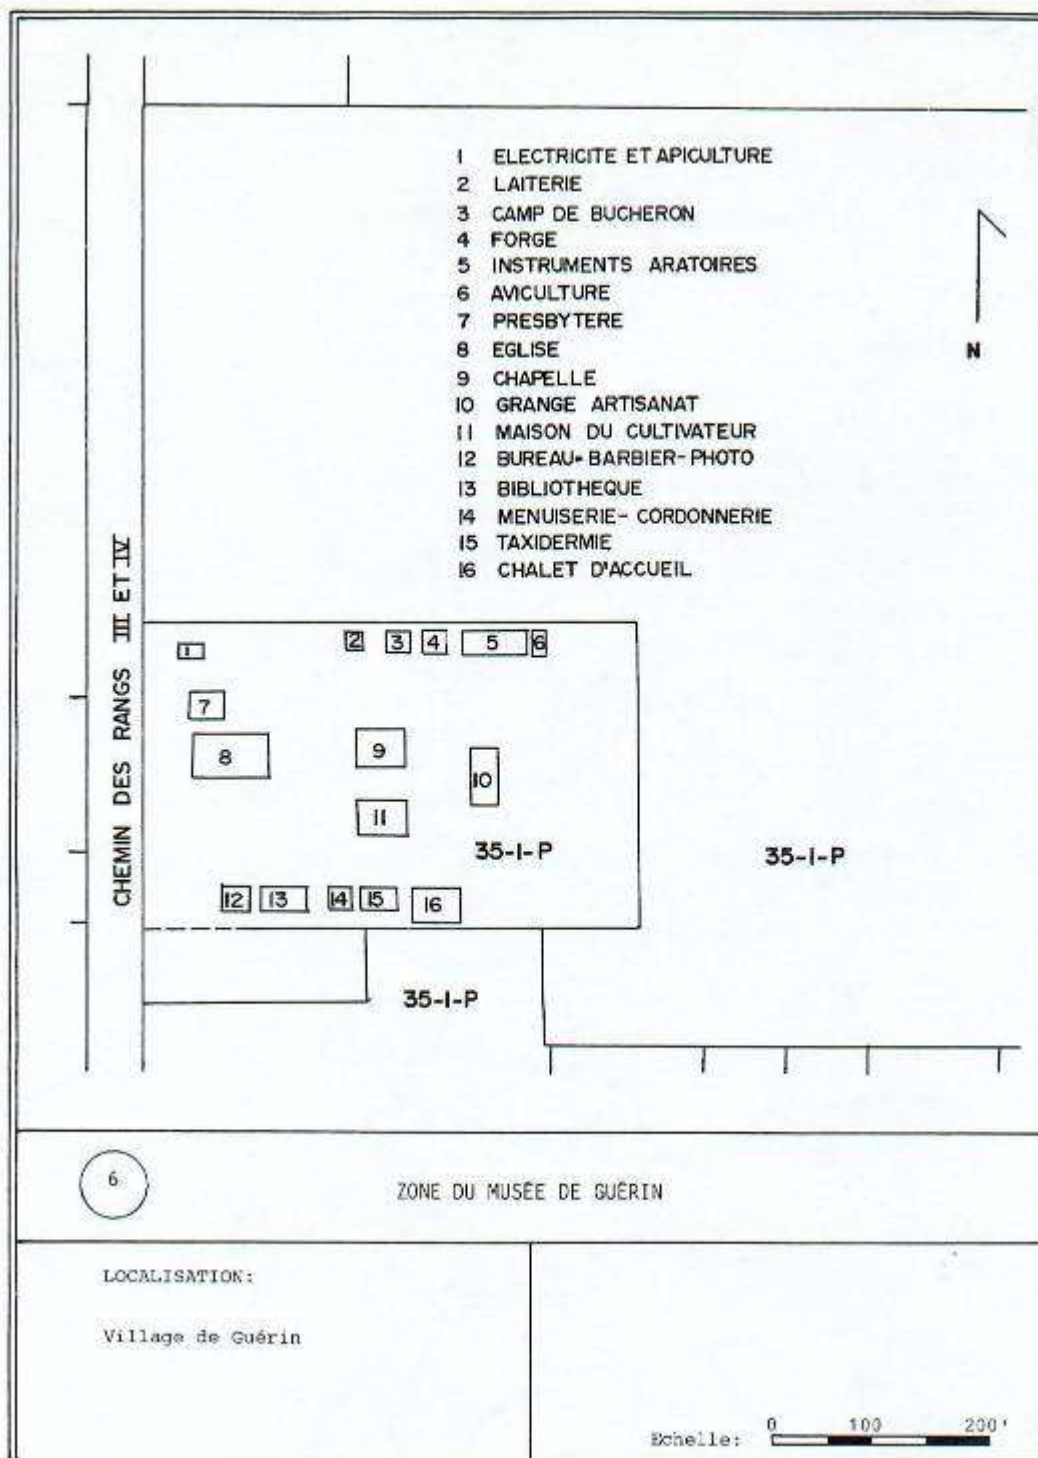 1 ELECTRICITE ET APICULTURE
2 LAITERIE
3 CAMP DE BUCHERON
4 FORGE
5 INSTRUMENTS ARATOIRES
6 AVICULTURE
7 PRESBYTERE
8 EGLISE
9 CHAPELLE
10 GRANGE ARTISANAT
11 MAISON DU CULTIVATEUR
12 BUREAU-BARBIER-PHOTO
13 BIBLIOTHEQUE
14 MENUISERIE-CORDONNERIE
15 TAXIDERMIE
16 CHALET D'ACCUEIL
N
CHEMIN DES RANGS III ET IV
1 2 3 4 5 6
7
8 9 10
11
35-1-P 35-1-P
12 13 14 15 16
35-1-P
6 ZONE DU MUSÉE DE GUÉRIN
LOCALISATION:
Village de Guérin
Echelle: 0 100 200'